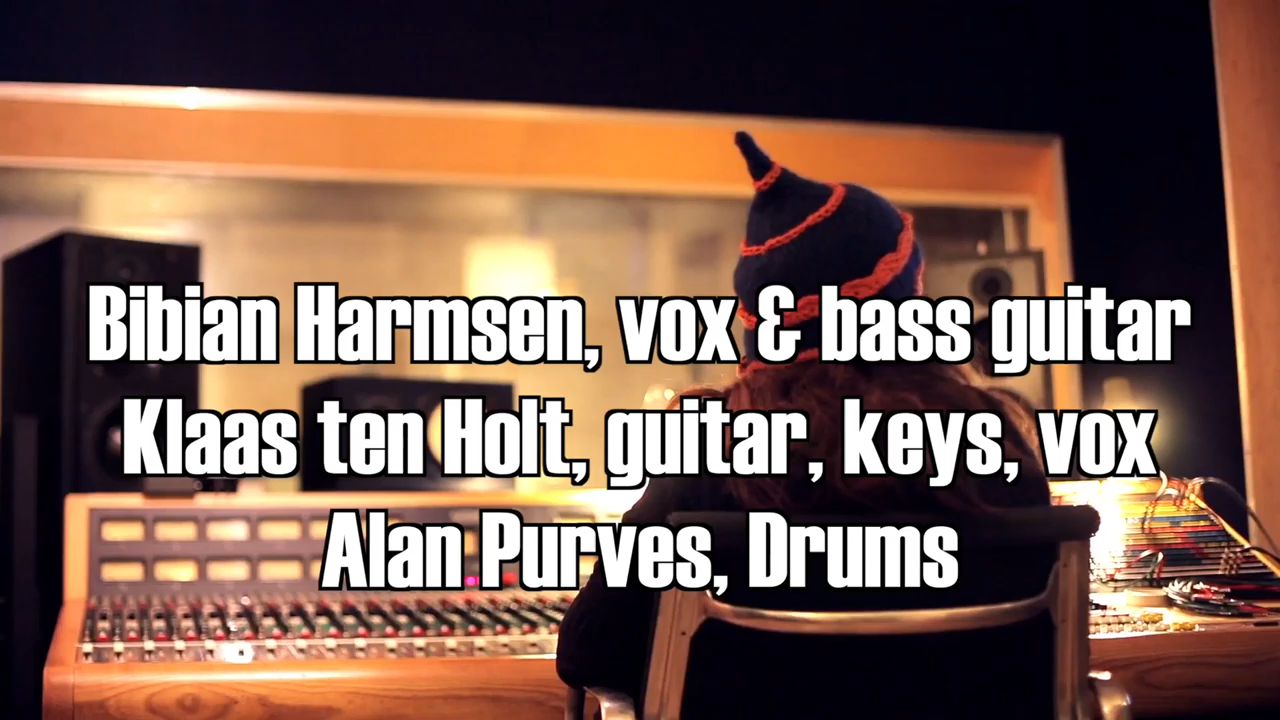 Bibian Harmsen, vox & bass guitar
Klaas ten Holt, guitar, keys, vox
Alan Purves, Drums